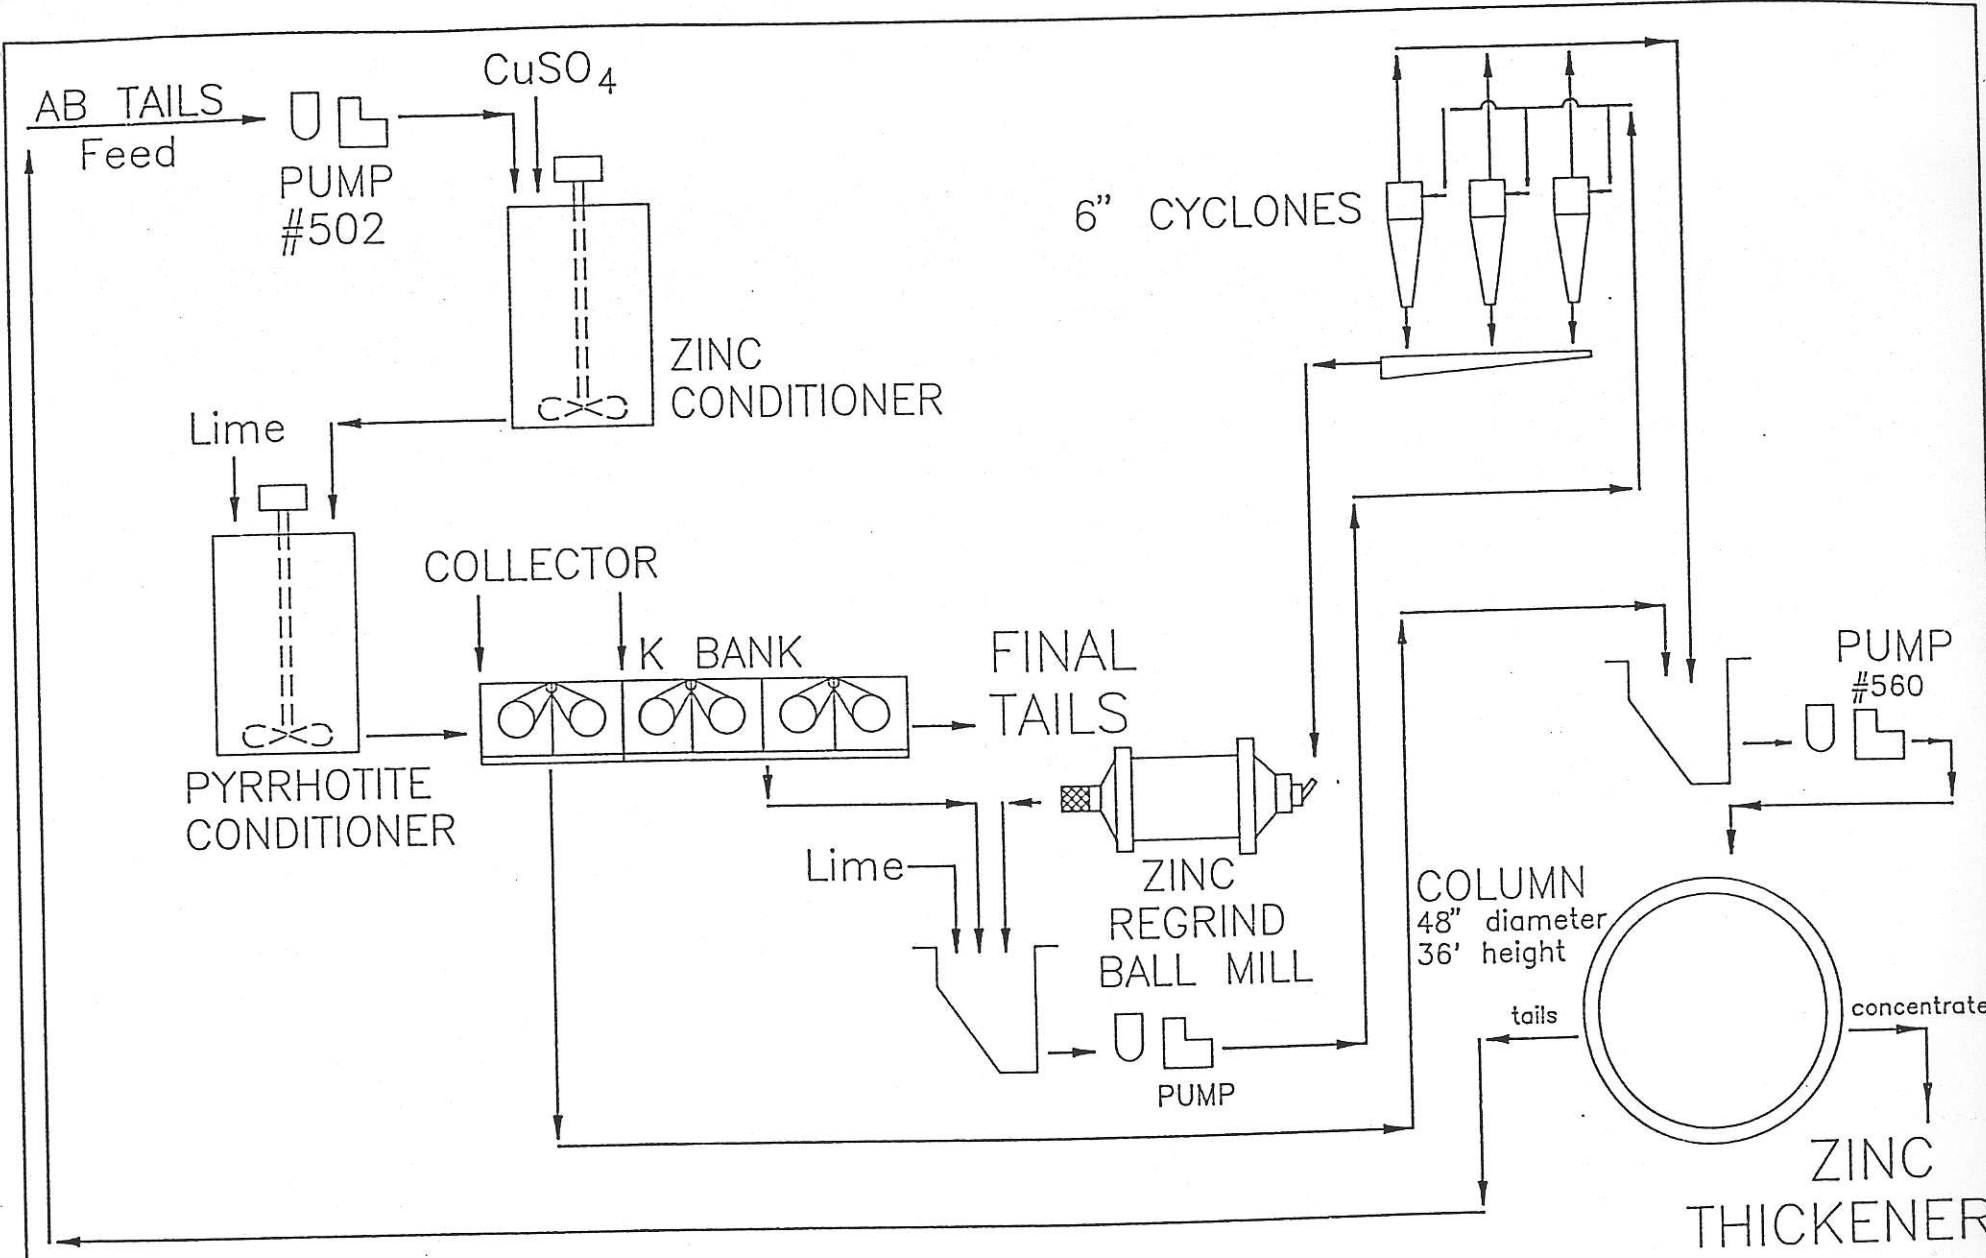 CuSO4
AB TAILS
Feed
PUMP
#502
6” CYCLONES
ZINC
CONDITIONER
Lime
COLLECTOR
K BANK
FINAL
TAILS
PUMP
#560
PYRRHOTITE
CONDITIONER
Lime
ZINC
REGRIND
BALL MILL
COLUMN
48” diameter
36' height
tails
concentrate
PUMP
ZINC
THICKENER